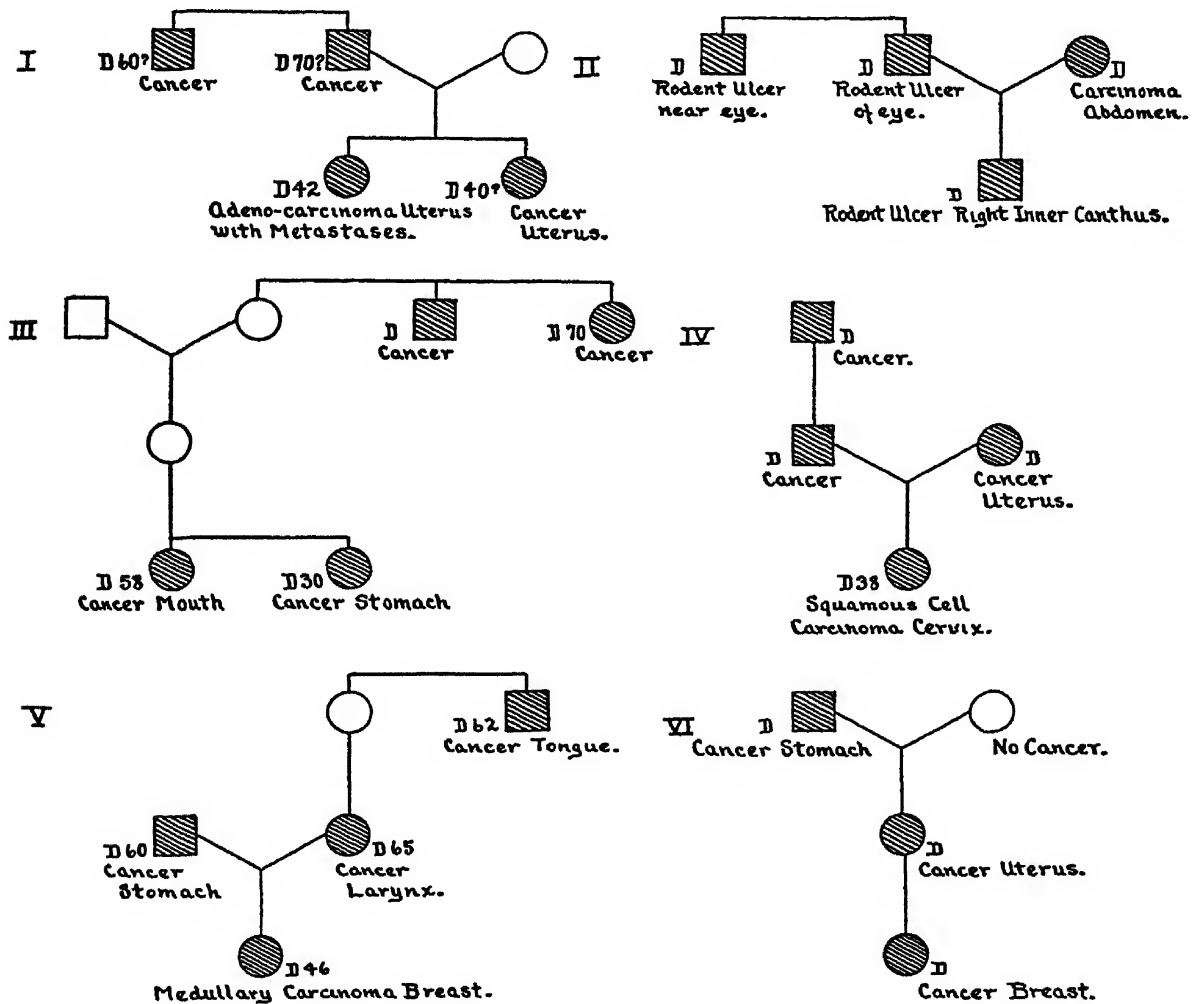 I
D 60?
Cancer
D 70?
Cancer
D 42
Adeno-carcinoma Uterus
with Metastases.
D 40?
Cancer
Uterus.
II
D
Rodent Ulcer
near eye.
D
Rodent Ulcer
of eye.
D
Carcinoma
Abdomen.
D
Rodent Ulcer Right Inner Canthus.
III
D
Cancer
D 70
Cancer
D 58
Cancer Mouth
D 30
Cancer Stomach
IV
D
Cancer.
D
Cancer
D
Cancer
Uterus.
D 38
Squamous Cell
Carcinoma Cervix.
V
D 62
Cancer Tongue.
D 60
Cancer
Stomach
D 65
Cancer
Larynx.
D 46
Medullary Carcinoma Breast.
VI
D
Cancer Stomach
No Cancer.
D
Cancer Uterus.
D
Cancer Breast.